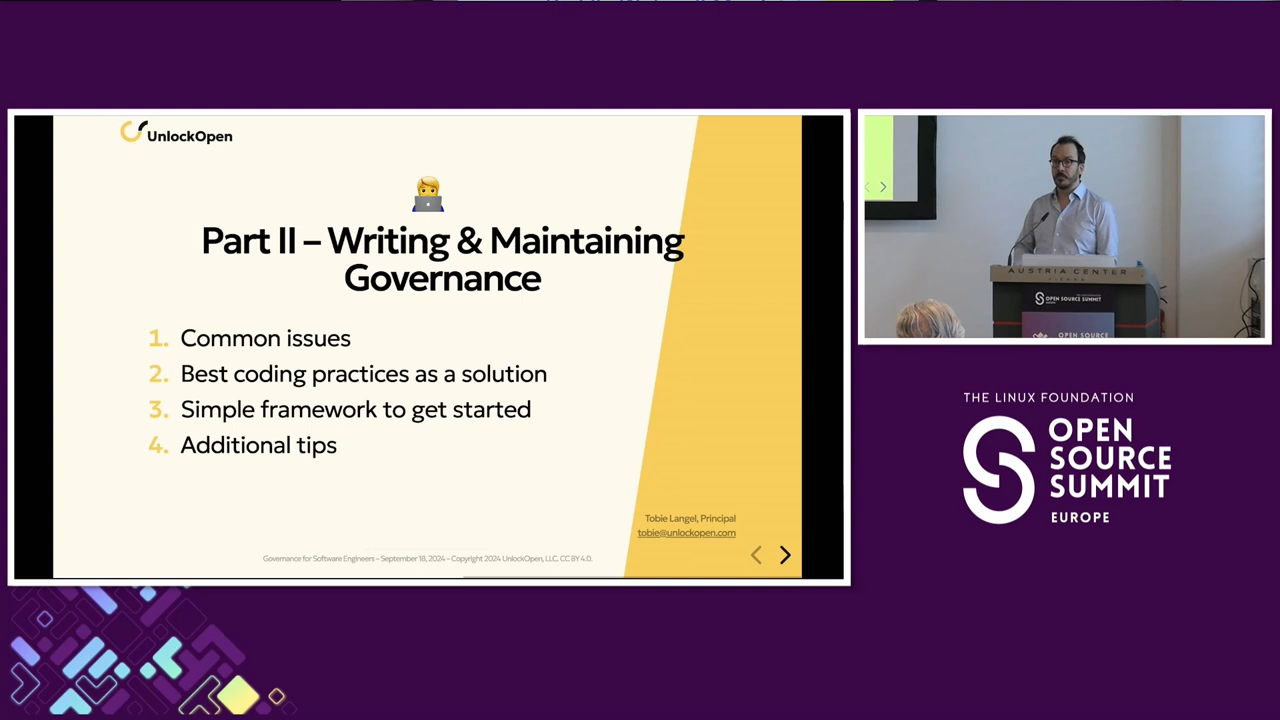 UnlockOpen
Part II – Writing & Maintaining
Governance
1. Common issues
2. Best coding practices as a solution
3. Simple framework to get started
4. Additional tips
Tobie Langel, Principal
tobie@unlockopen.com
Governance for Software Engineers – September 18, 2024 – Copyright 2024 UnlockOpen, LLC, CC BY 4.0.
AUSTRIA CENTER
OPEN SOURCE SUMMIT
OPEN SOURCE
THE LINUX FOUNDATION
OPEN
SOURCE
SUMMIT
EUROPE